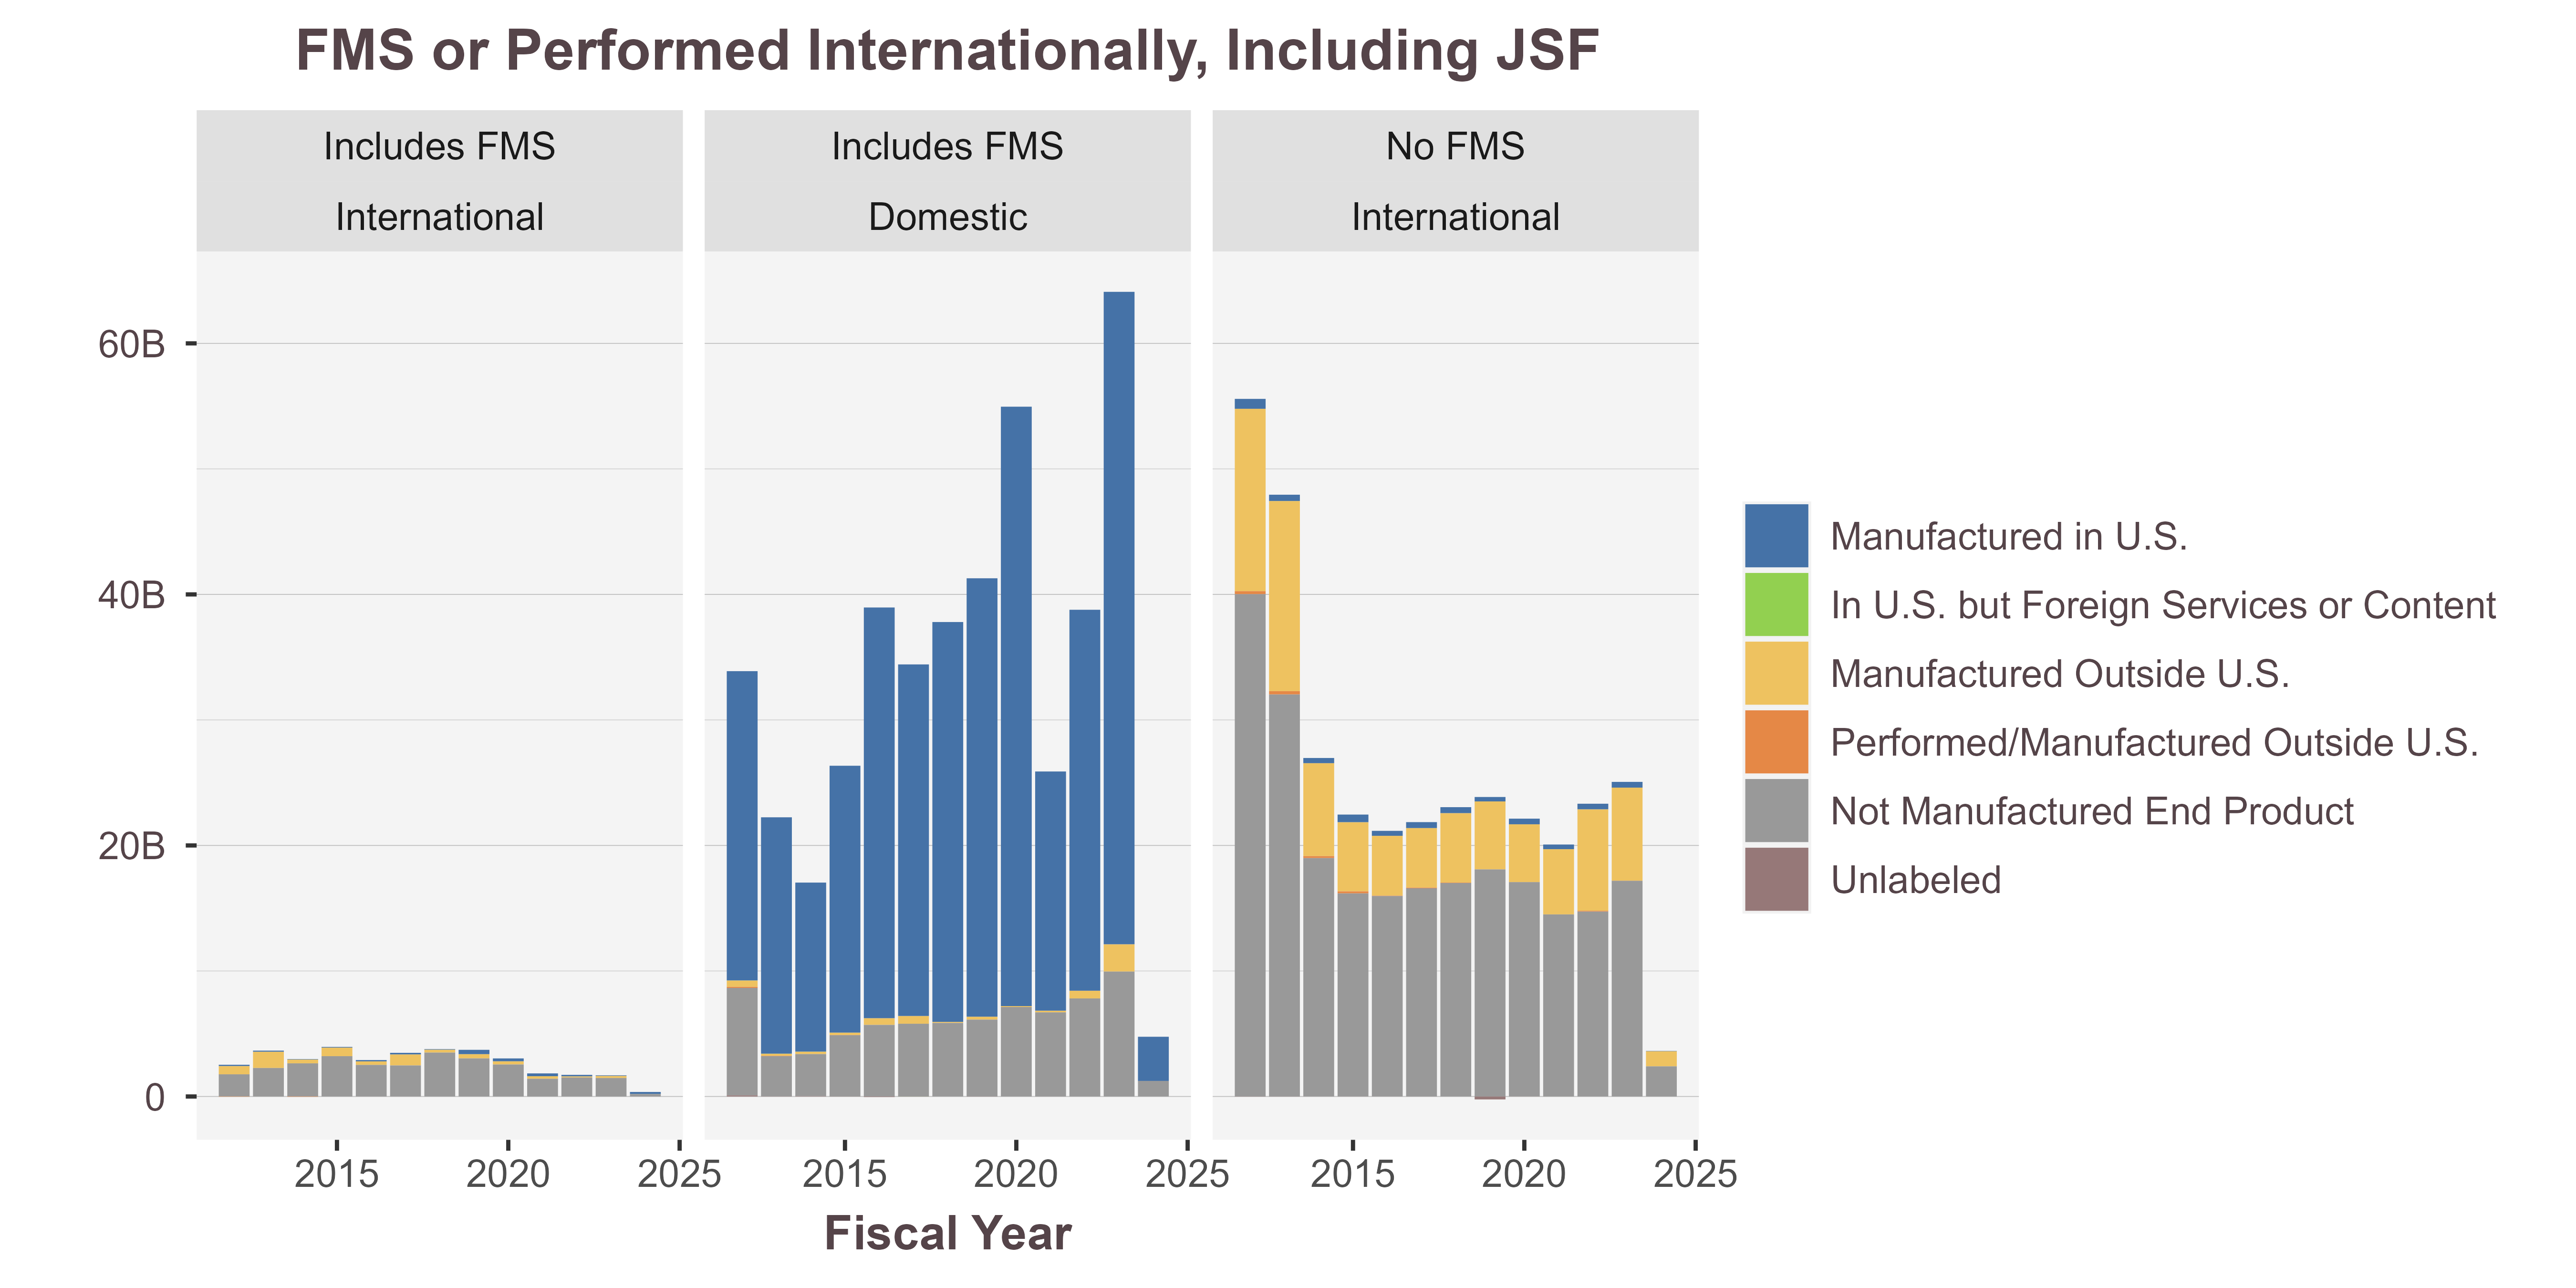 FMS or Performed Internationally, Including JSF
Includes FMS
International
Includes FMS
Domestic
No FMS
International
60B
40B
20B
0
2015 2020 2025
2015 2020 2025
2015 2020 2025
Fiscal Year
Manufactured in U.S.
In U.S. but Foreign Services or Content
Manufactured Outside U.S.
Performed/Manufactured Outside U.S.
Not Manufactured End Product
Unlabeled